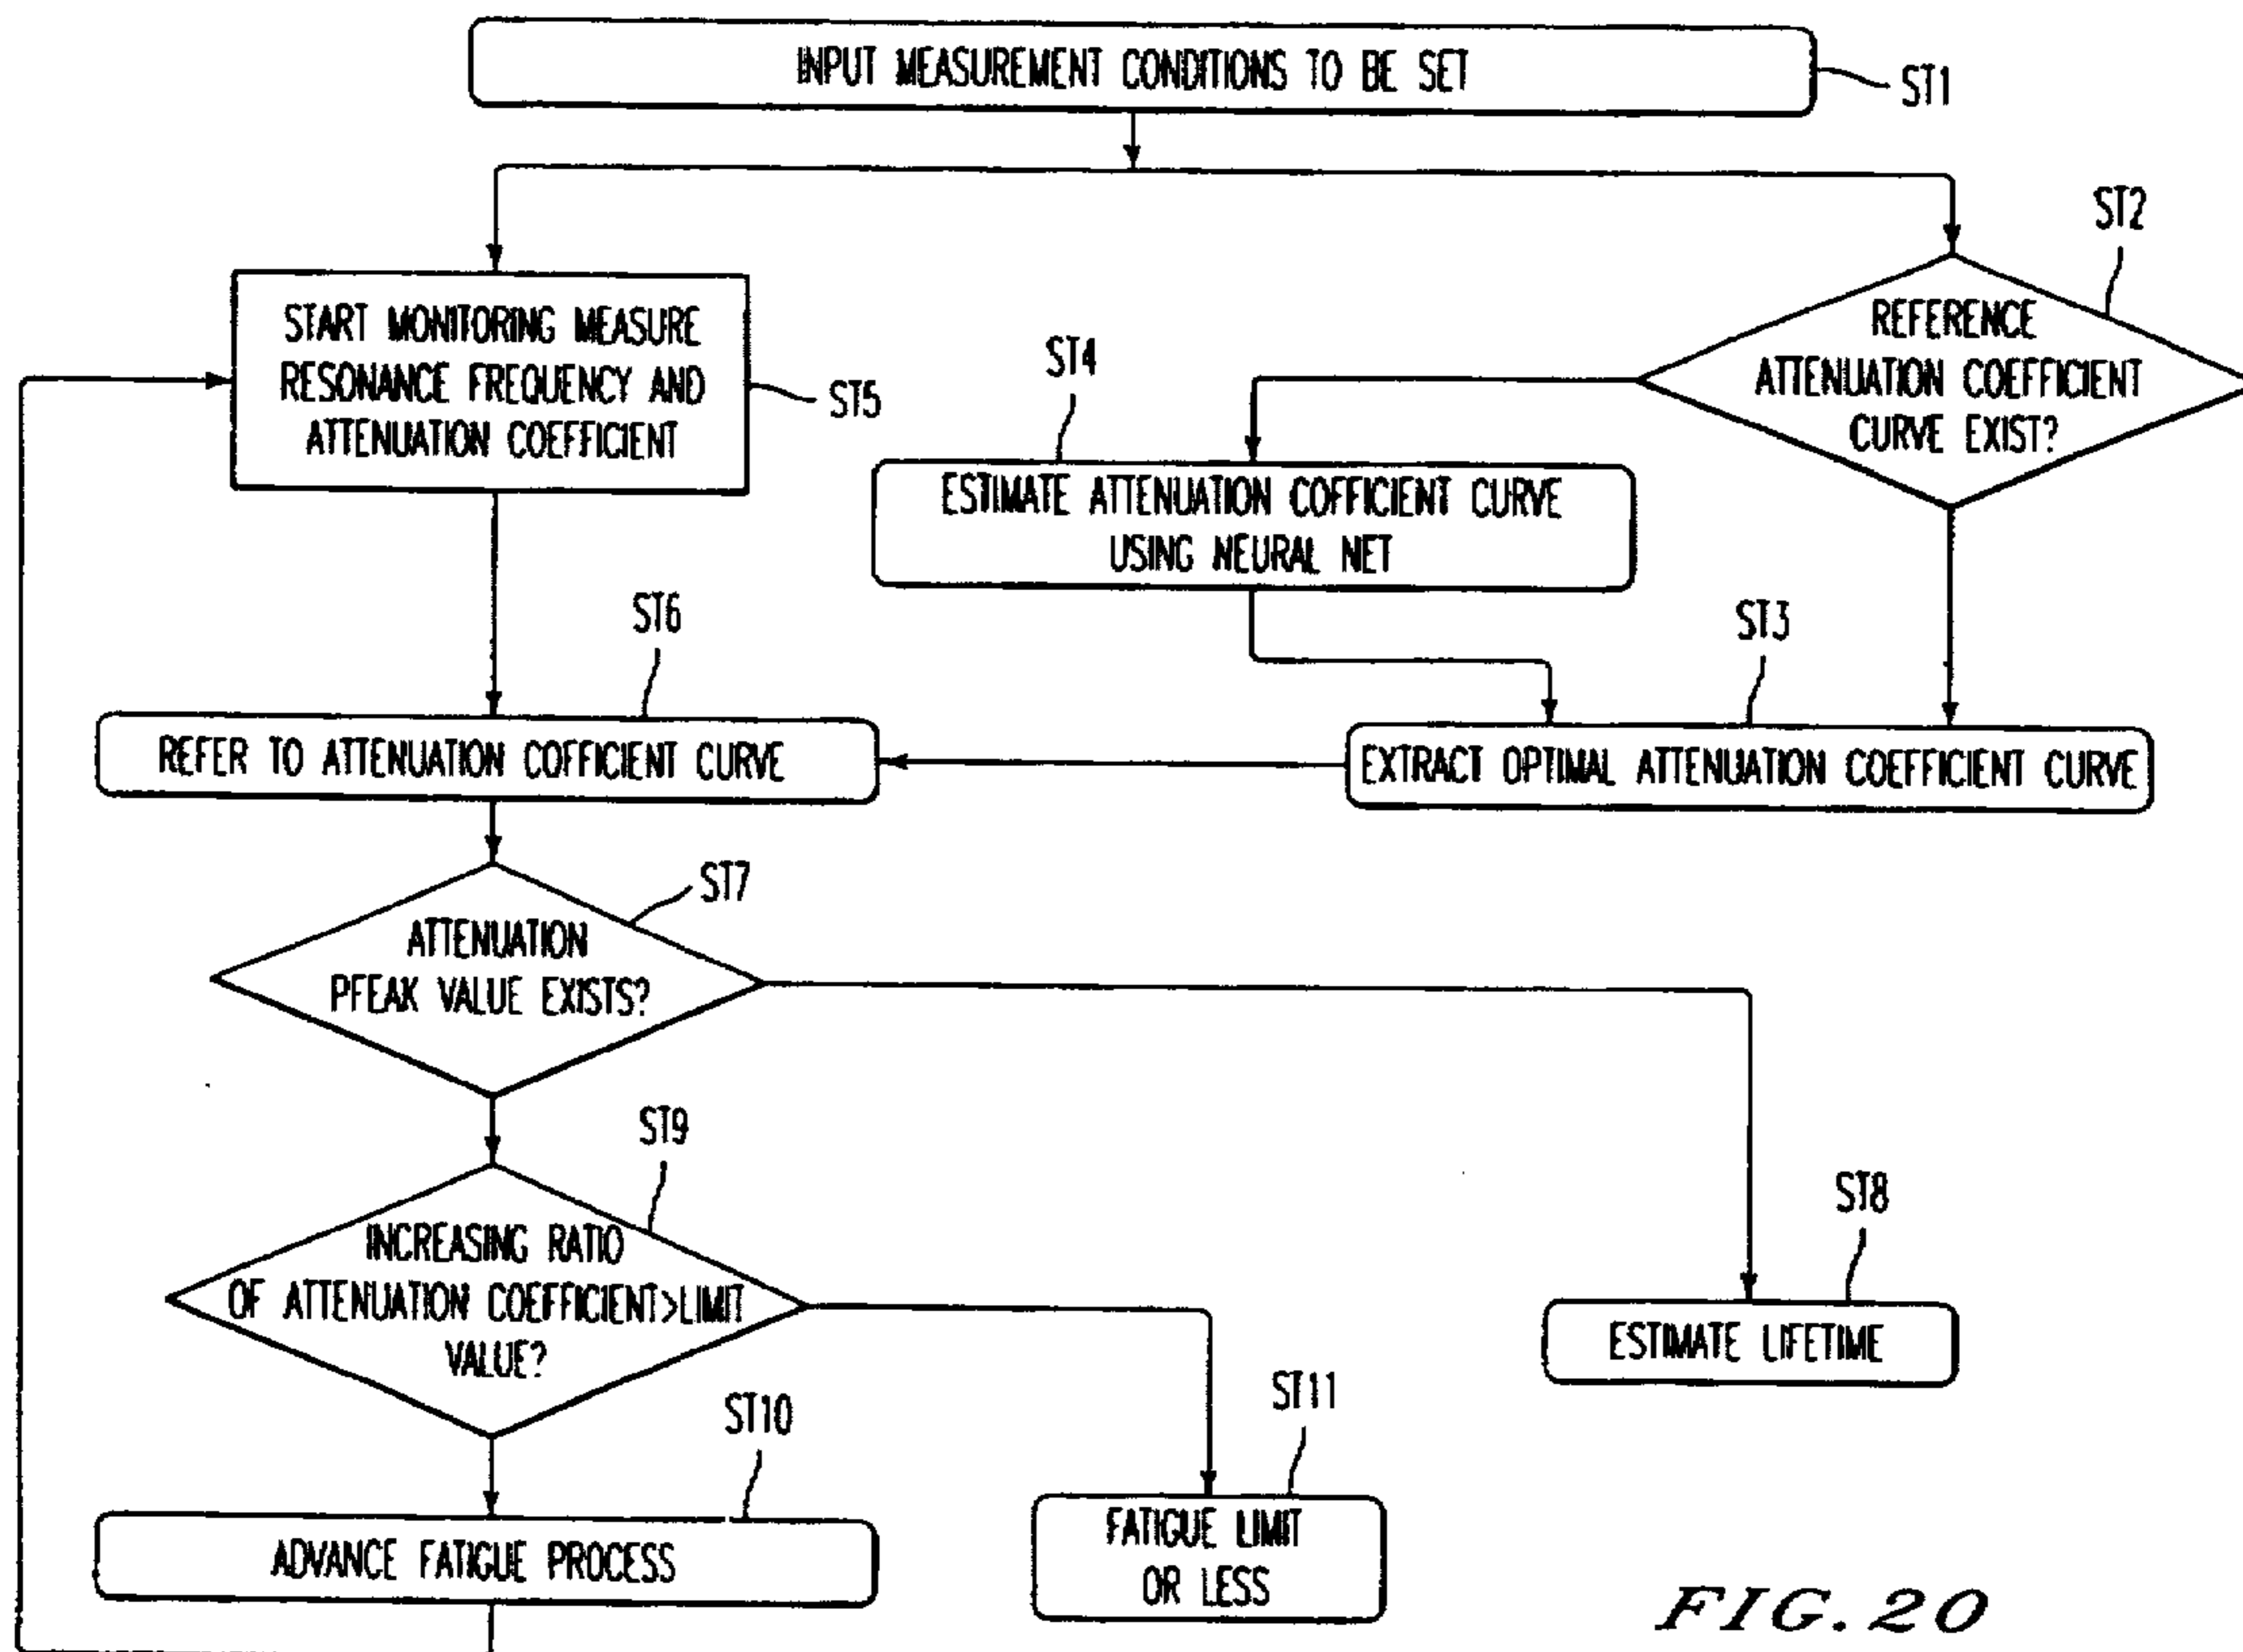 INPUT MEASUREMENT CONDITIONS TO BE SET
ST1
ST2
REFERENCE
ATTENUATION COEFFICIENT
CURVE EXIST?
START MONITORING MEASURE
RESONANCE FREQUENCY AND
ATTENUATION COEFFICIENT
ST5
ST4
ESTIMATE ATTENUATION COFFICIENT CURVE
USING NEURAL NET
ST6
ST3
REFER TO ATTENUATION COFFICIENT CURVE
EXTRACT OPTIMAL ATTENUATION COEFFICIENT CURVE
ST7
ATTENUATION
PFEAK VALUE EXISTS?
ST9
INCREASING RATIO
OF ATTENUATION COEFFICIENT>LIMIT
VALUE?
ST8
ESTIMATE LIFETIME
ST10
ADVANCE FATIGUE PROCESS
ST11
FATIGUE LIMIT
OR LESS
FIG. 20